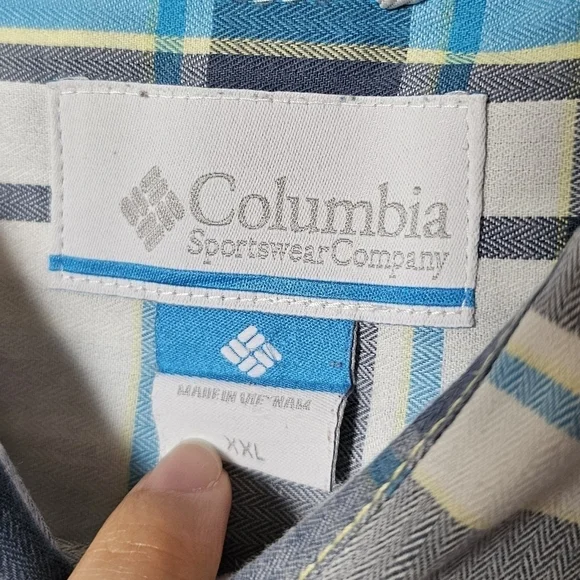 Columbia
Sportswear Company
MADE IN VIETNAM
XXL